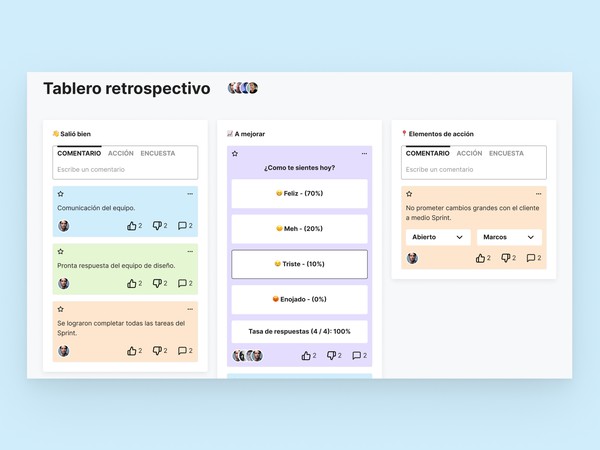 Tablero retrospectivo
Salió bien
COMENTARIO ACCIÓN ENCUESTA
Escribe un comentario
Comunicación del equipo.
2 2 2
Pronta respuesta del equipo de diseño.
2 2 2
Se lograron completar todas las tareas del
Sprint.
2 2 2
A mejorar
¿Como te sientes hoy?
Feliz - (70%)
Meh - (20%)
Triste - (10%)
Enojado - (0%)
Tasa de respuestas (4 / 4): 100%
2 2 2
Elementos de acción
COMENTARIO ACCIÓN ENCUESTA
Escribe un comentario
No prometer cambios grandes con el cliente
a medio Sprint.
Abierto Marcos
2 2 2